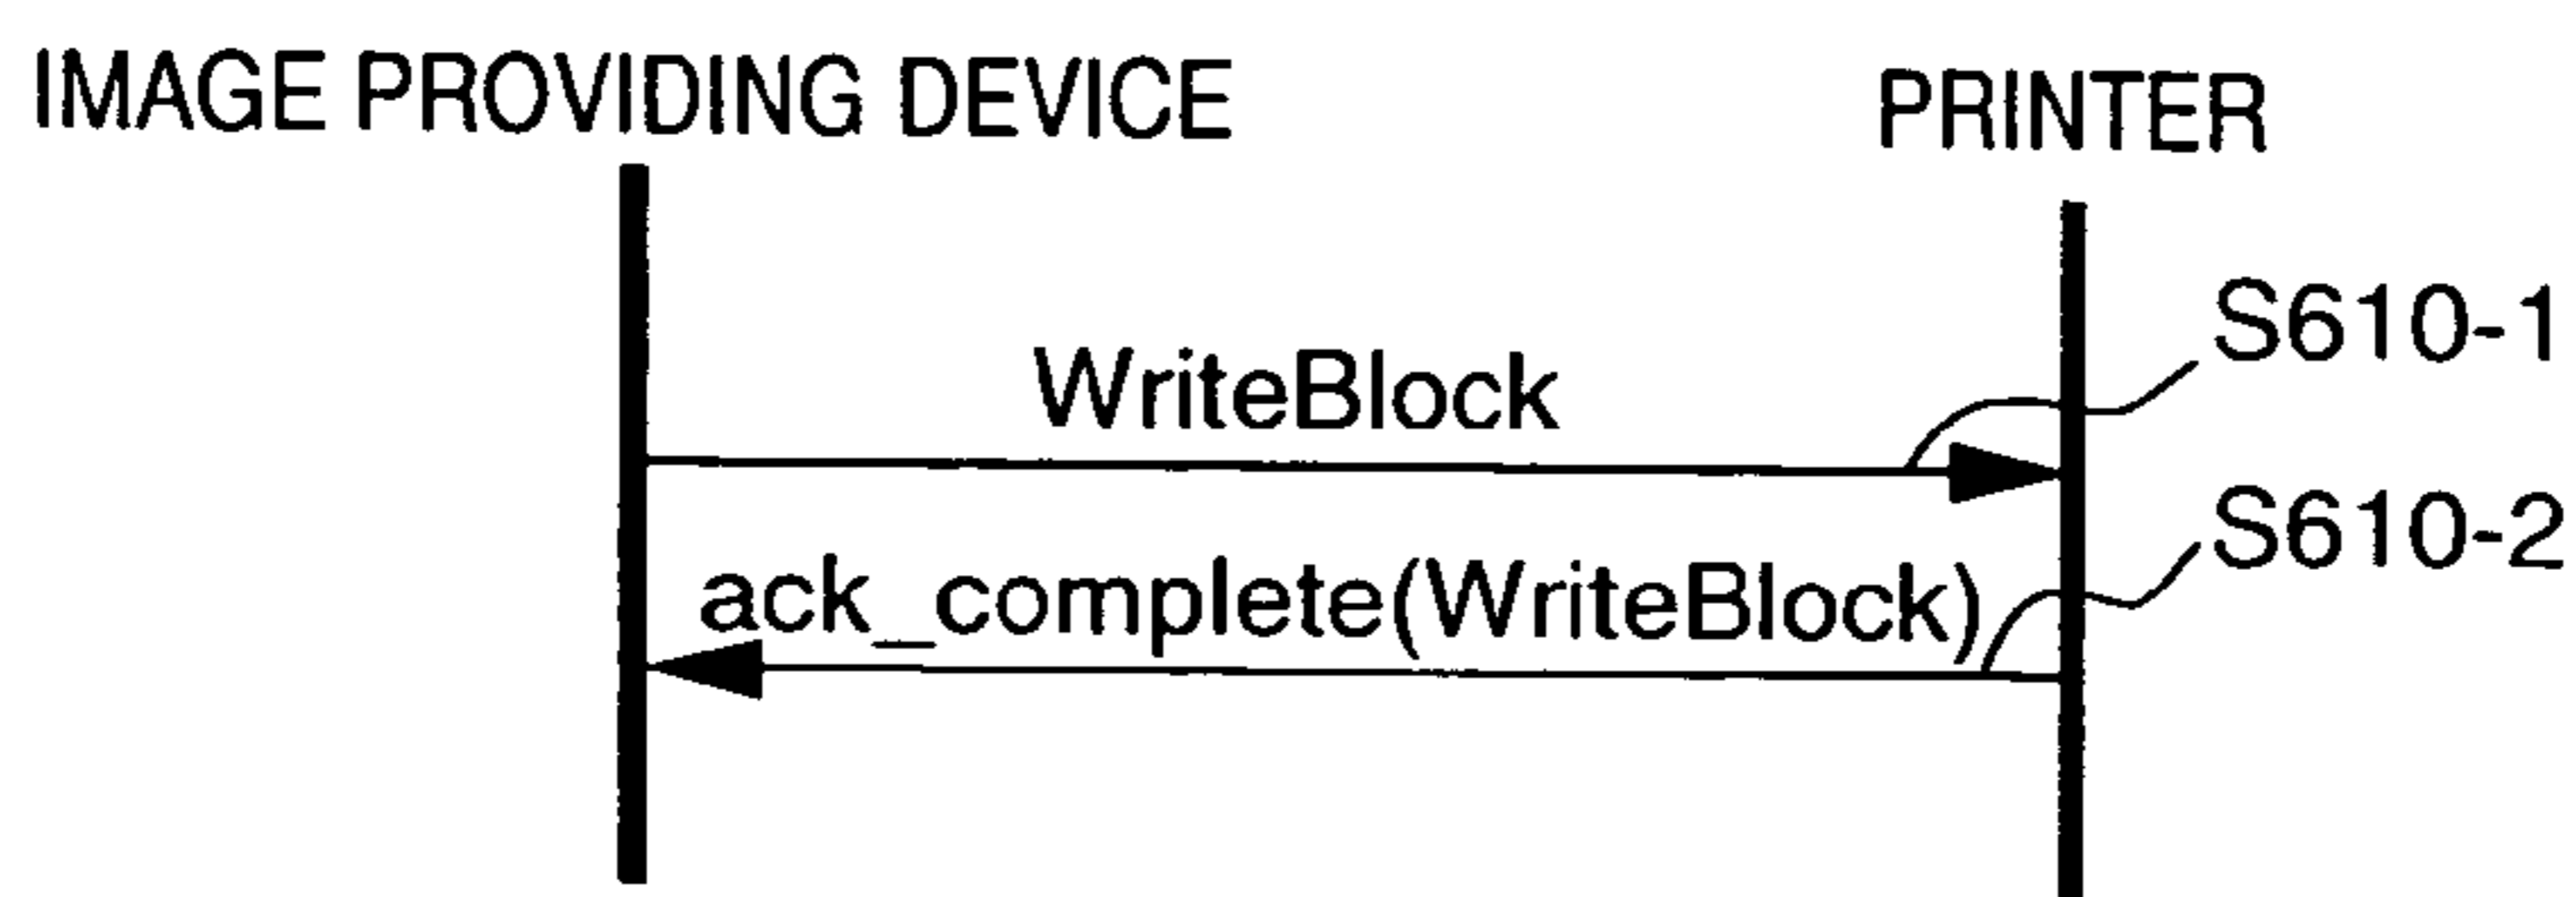 IMAGE PROVIDING DEVICE
PRINTER
S610-1
WriteBlock
S610-2
ack_complete(WriteBlock)